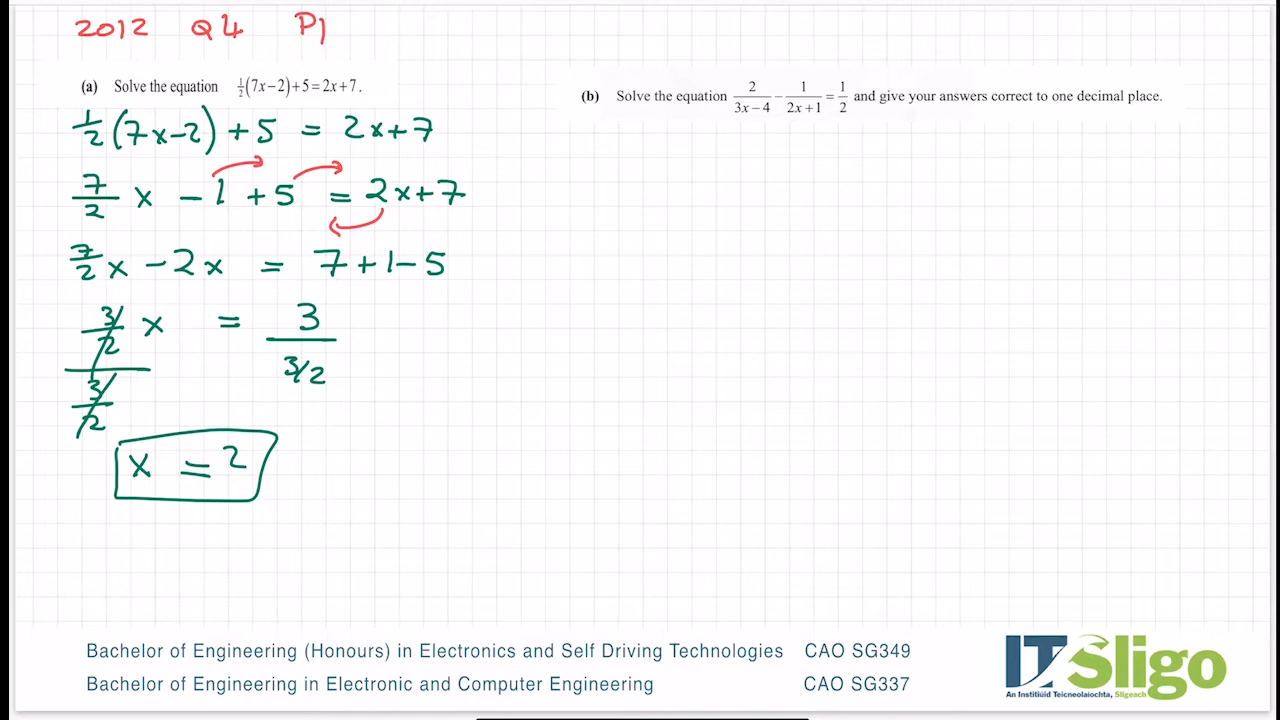 2012 Q4 P1
(a) Solve the equation ½(7x−2)+5=2x+7.
1/2 (7x−2) +5 = 2x+7
7/2 x −1 +5 = 2x+7
7/2 x −2x = 7+1−5
3/2 x / 3/2 = 3 / 3/2
x = 2
(b) Solve the equation 2/(3x−4) − 1/(2x+1) = 1/2 and give your answers correct to one decimal place.
Bachelor of Engineering (Honours) in Electronics and Self Driving Technologies CAO SG349
Bachelor of Engineering in Electronic and Computer Engineering CAO SG337
IT Sligo
An Institiúid Teicneolaíochta, Sligeach